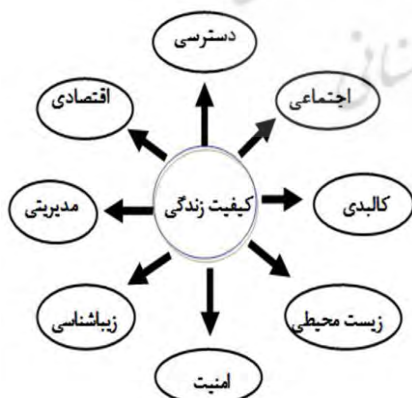 دسترسی
اجتماعی
اقتصادی
کالبدی
کیفیت زندگی
مدیریتی
زیست محیطی
زیباشناسی
امنیت